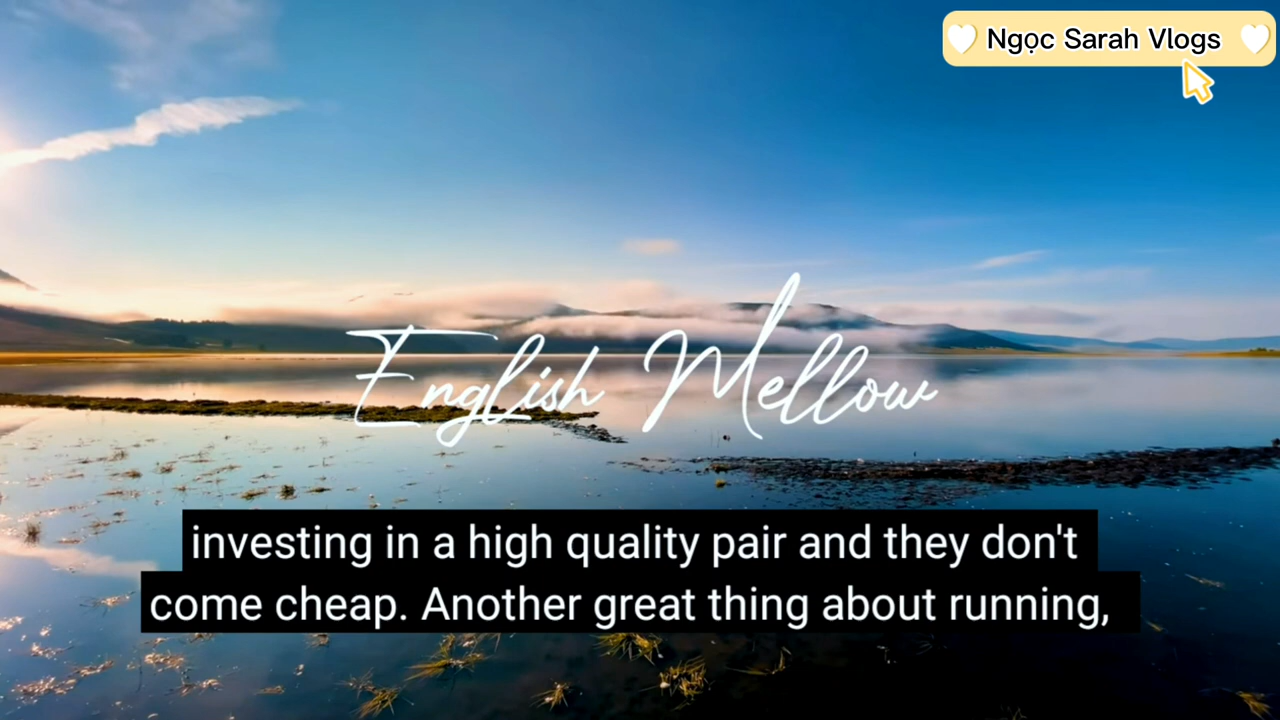 Ngọc Sarah Vlogs
English Mellow
investing in a high quality pair and they don't
come cheap. Another great thing about running,